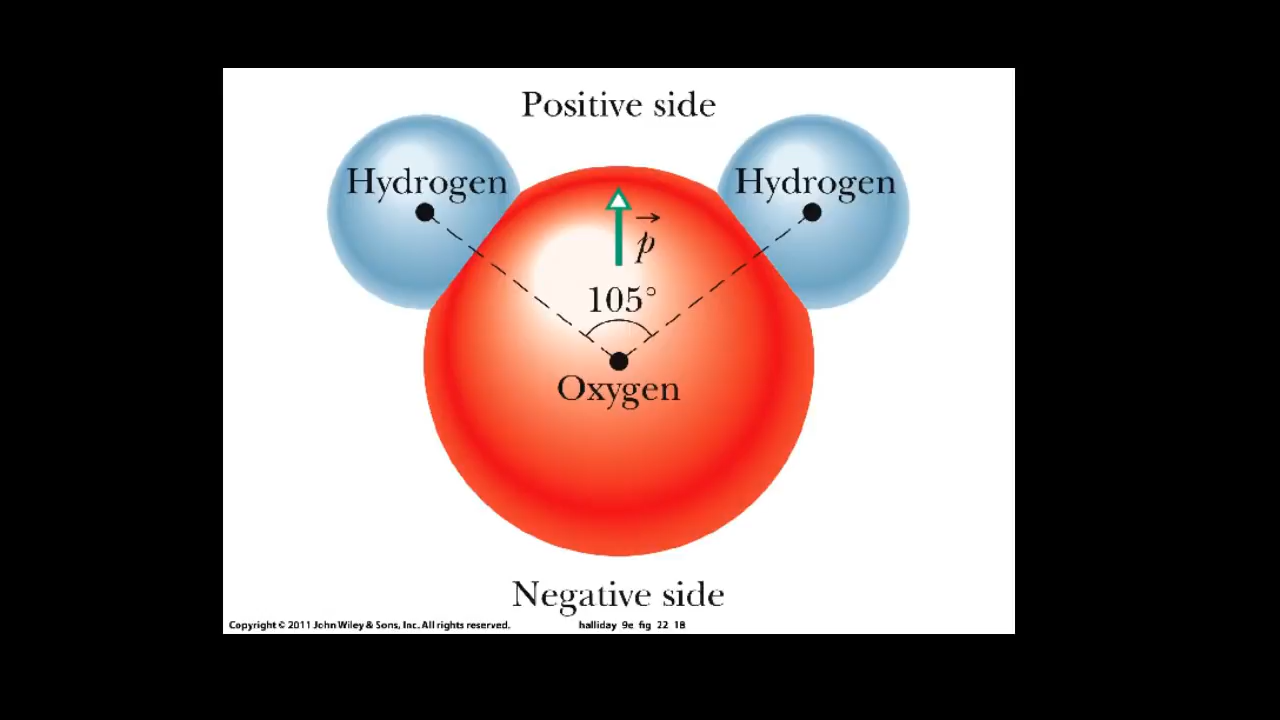 Positive side
Hydrogen
Hydrogen
p
105°
Oxygen
Negative side
Copyright © 2011 John Wiley & Sons, Inc. All rights reserved.
halliday 9e fig 22 18